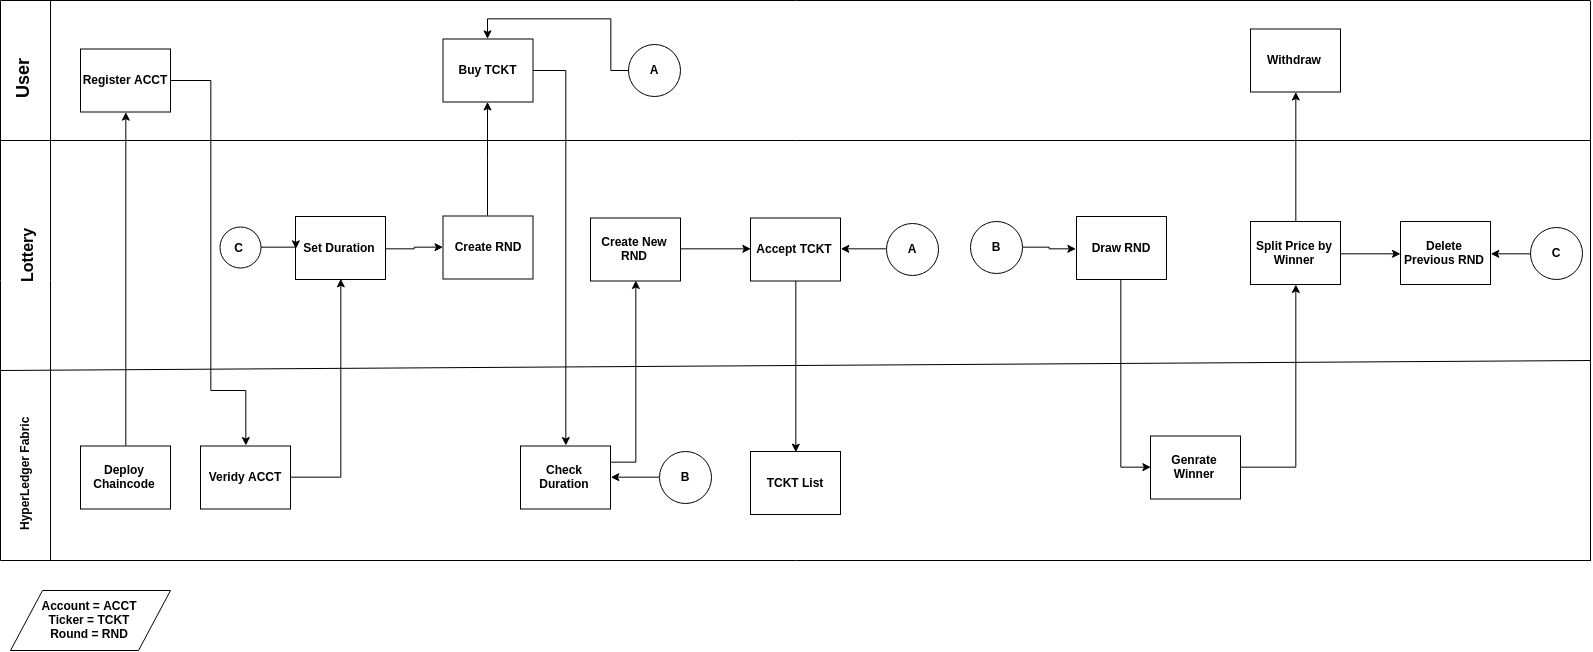 User
Register ACCT
Buy TCKT
A
Withdraw
Lottery
C
Set Duration
Create RND
Create New
RND
Accept TCKT
A
B
Draw RND
Split Price by
Winner
Delete
Previous RND
C
HyperLedger Fabric
Deploy
Chaincode
Veridy ACCT
Check
Duration
B
TCKT List
Genrate
Winner
Account = ACCT
Ticker = TCKT
Round = RND